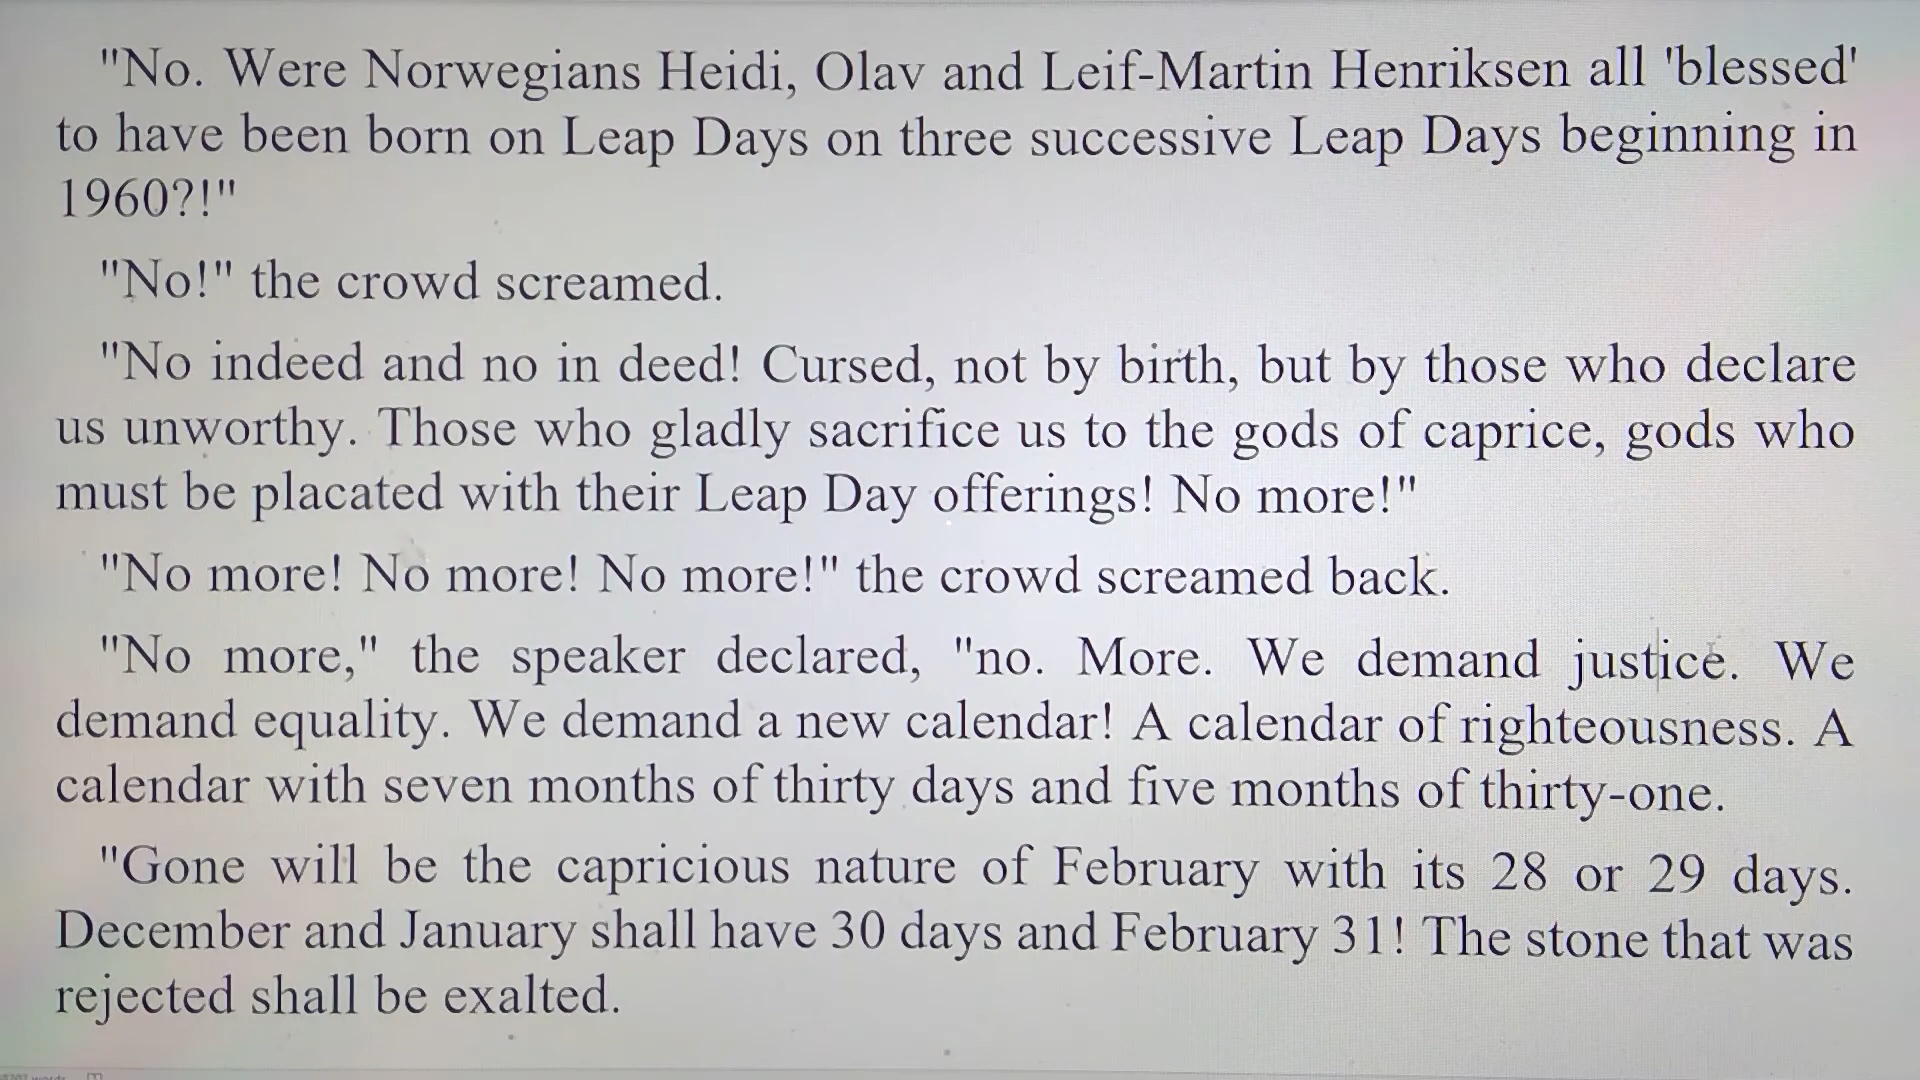 "No. Were Norwegians Heidi, Olav and Leif-Martin Henriksen all 'blessed'
to have been born on Leap Days on three successive Leap Days beginning in
1960?!"
"No!" the crowd screamed.
"No indeed and no in deed! Cursed, not by birth, but by those who declare
us unworthy. Those who gladly sacrifice us to the gods of caprice, gods who
must be placated with their Leap Day offerings! No more!"
"No more! No more! No more!" the crowd screamed back.
"No more," the speaker declared, "no. More. We demand justice. We
demand equality. We demand a new calendar! A calendar of righteousness. A
calendar with seven months of thirty days and five months of thirty-one.
"Gone will be the capricious nature of February with its 28 or 29 days.
December and January shall have 30 days and February 31! The stone that was
rejected shall be exalted.